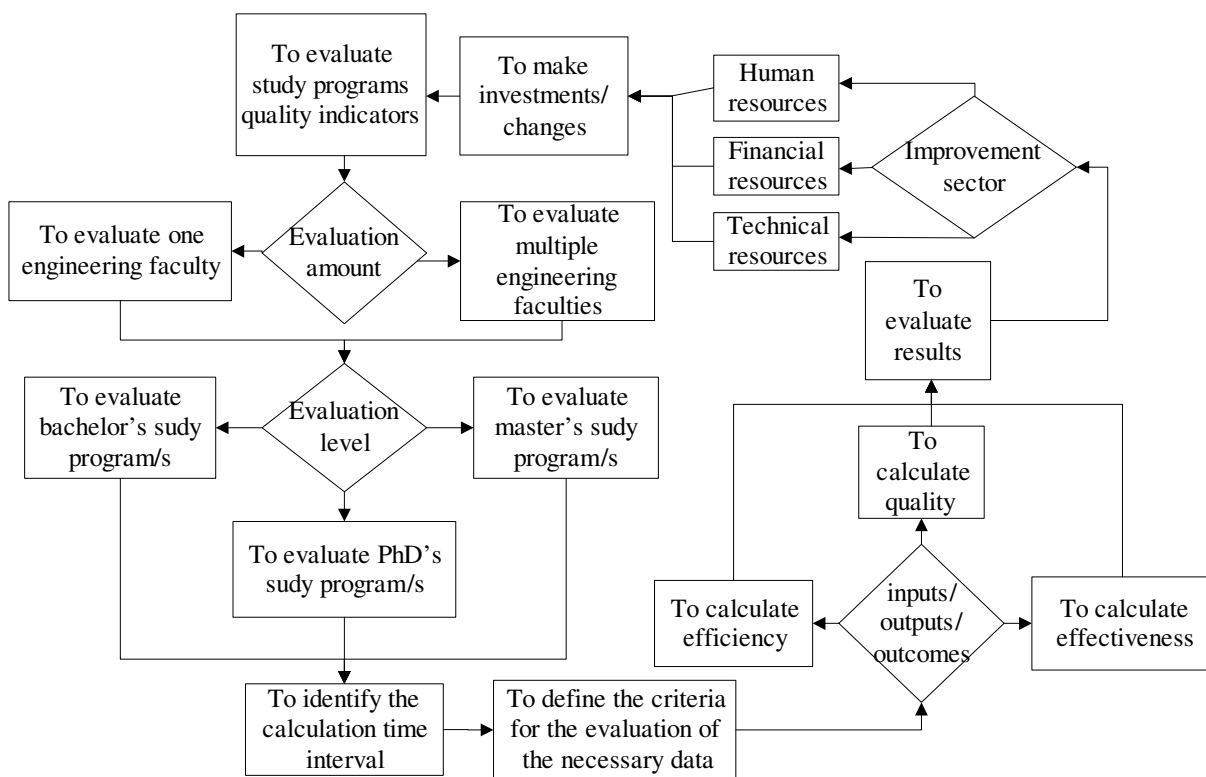 To evaluate
study programs
quality indicators
To make
investments/
changes
Human
resources
Financial
resources
Technical
resources
Improvement
sector
To evaluate one
engineering faculty
Evaluation
amount
To evaluate
multiple
engineering
faculties
To
evaluate
results
To evaluate
bachelor's sudy
program/s
Evaluation
level
To evaluate
master's sudy
program/s
To
calculate
quality
To evaluate PhD's
sudy program/s
To calculate
efficiency
inputs/
outputs/
outcomes
To calculate
effectiveness
To identify the
calculation time
interval
To define the criteria
for the evaluation of
the necessary data